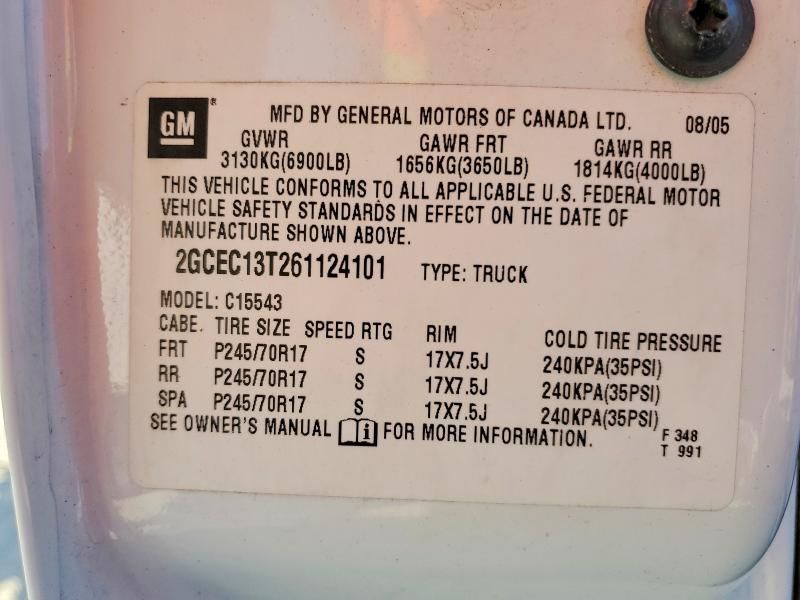 GM ® MFD BY GENERAL MOTORS OF CANADA LTD. 08/05
GVWR GAWR FRT GAWR RR
3130KG(6900LB) 1656KG(3650LB) 1814KG(4000LB)
THIS VEHICLE CONFORMS TO ALL APPLICABLE U.S. FEDERAL MOTOR
VEHICLE SAFETY STANDARDS IN EFFECT ON THE DATE OF
MANUFACTURE SHOWN ABOVE.
2GCEC13T261124101 TYPE: TRUCK
MODEL: C15543
CABE. TIRE SIZE SPEED RTG RIM COLD TIRE PRESSURE
FRT P245/70R17 S 17X7.5J 240KPA(35PSI)
RR P245/70R17 S 17X7.5J 240KPA(35PSI)
SPA P245/70R17 S 17X7.5J 240KPA(35PSI)
SEE OWNER'S MANUAL i FOR MORE INFORMATION. F 348
T 991